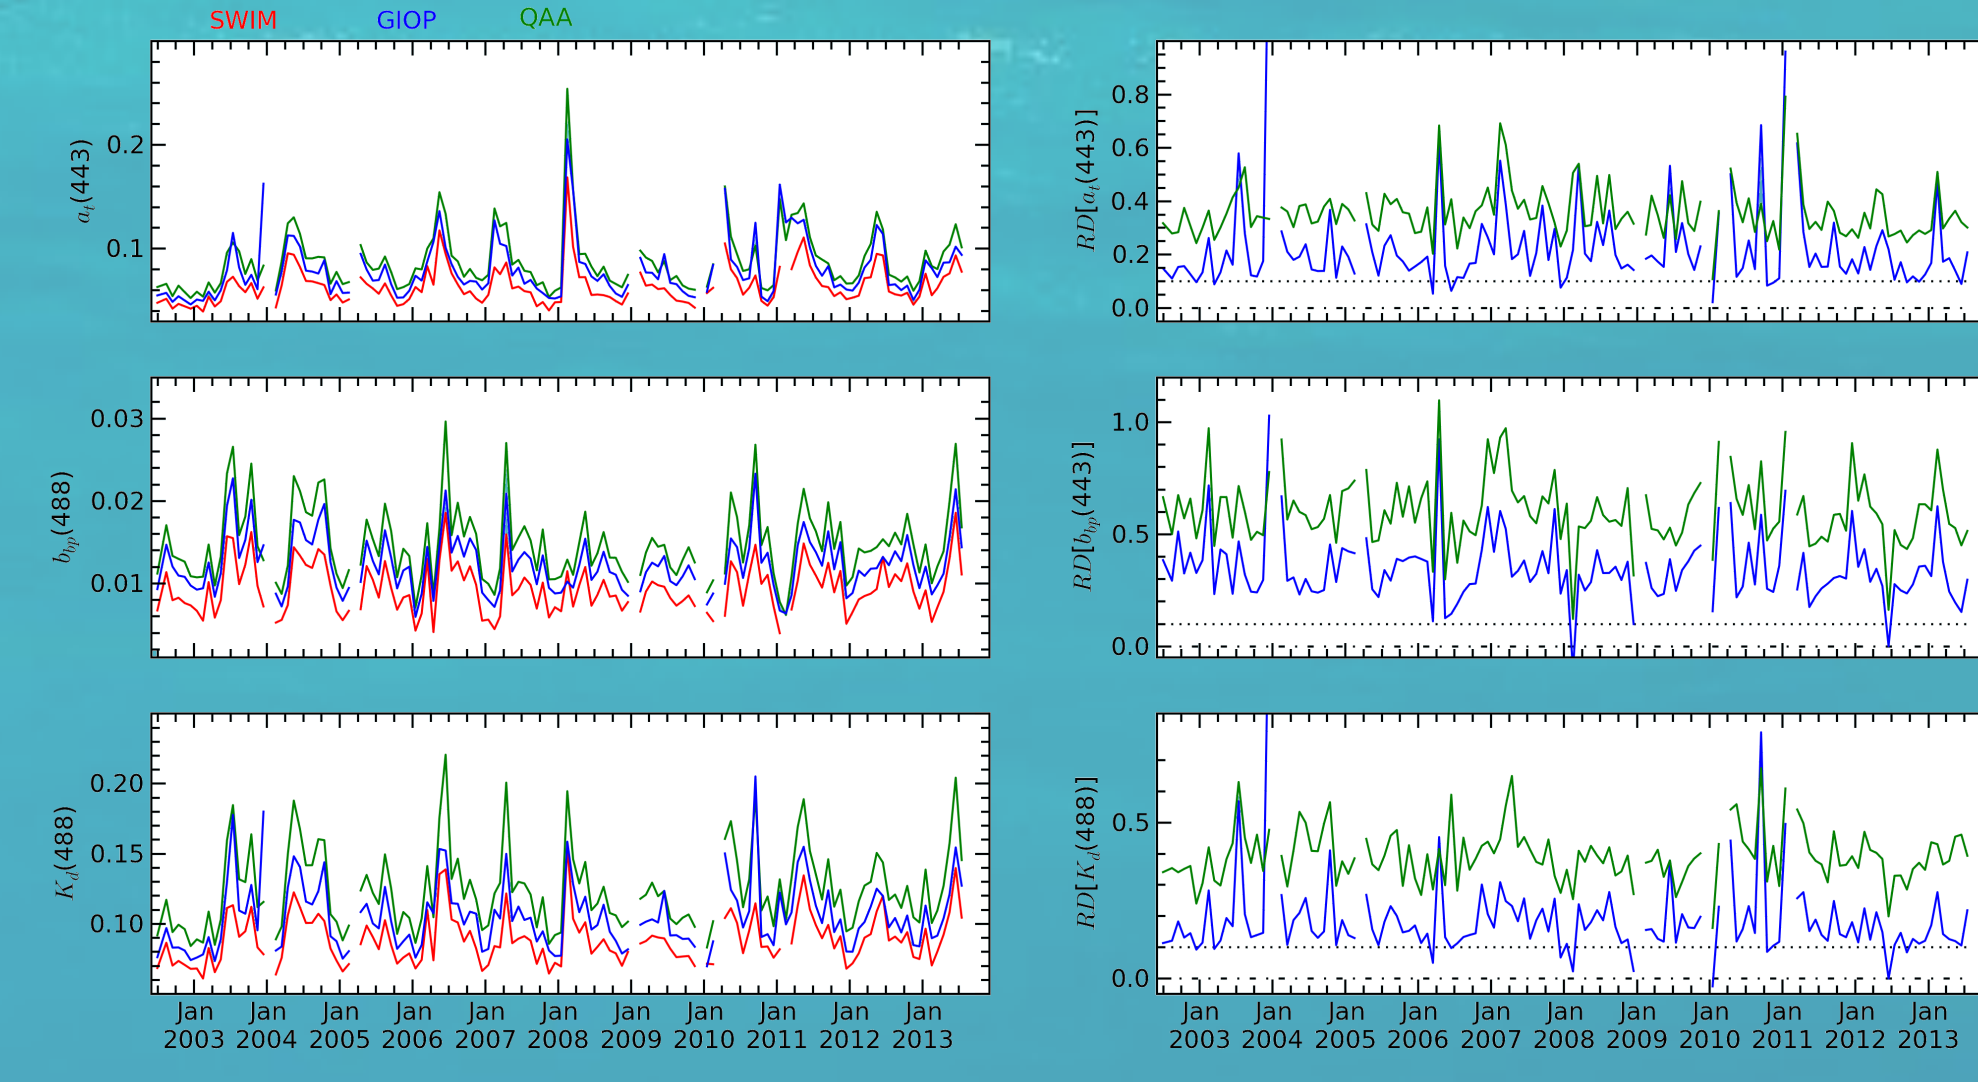 SWIM GIOP QAA
a_t(443)
0.2
0.1
RD[a_t(443)]
0.8
0.6
0.4
0.2
0.0
b_bp(488)
0.03
0.02
0.01
RD[b_bp(443)]
1.0
0.5
0.0
K_d(488)
0.20
0.15
0.10
RD[K_d(488)]
0.5
0.0
Jan Jan Jan Jan Jan Jan Jan Jan Jan Jan Jan
2003 2004 2005 2006 2007 2008 2009 2010 2011 2012 2013
Jan Jan Jan Jan Jan Jan Jan Jan Jan Jan Jan
2003 2004 2005 2006 2007 2008 2009 2010 2011 2012 2013